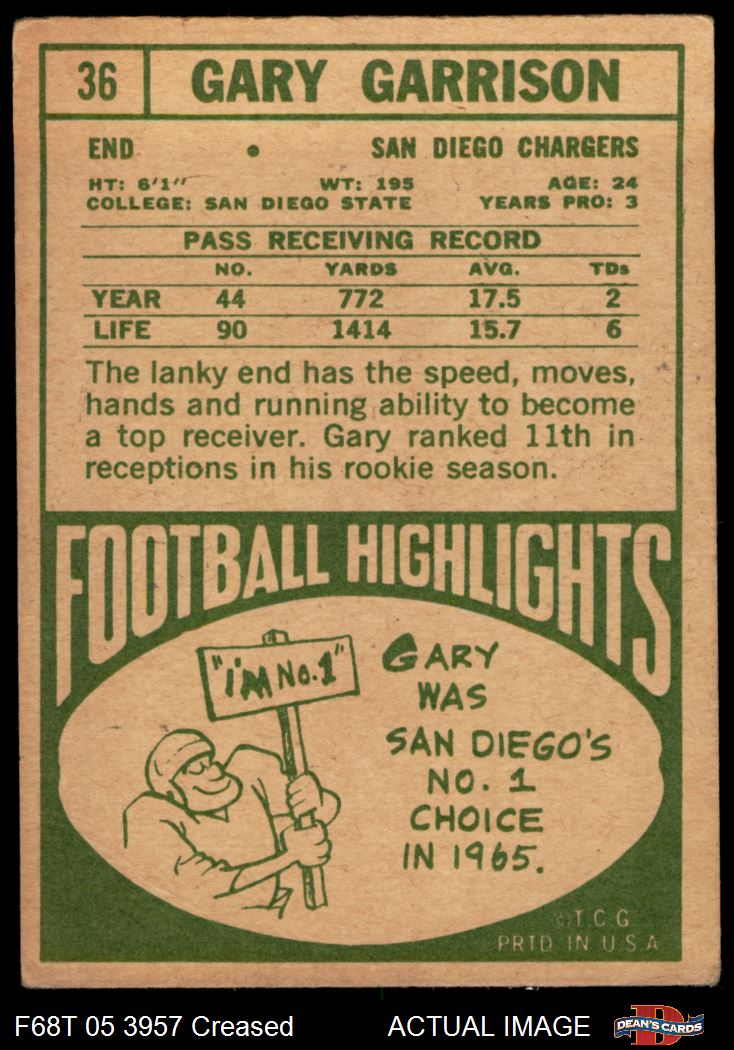 36 GARY GARRISON
END • SAN DIEGO CHARGERS
HT: 6'1" WT: 195 AGE: 24
COLLEGE: SAN DIEGO STATE YEARS PRO: 3
PASS RECEIVING RECORD
NO. YARDS AVG. TDs
YEAR 44 772 17.5 2
LIFE 90 1414 15.7 6
The lanky end has the speed, moves,
hands and running ability to become
a top receiver. Gary ranked 11th in
receptions in his rookie season.
FOOTBALL HIGHLIGHTS
"I'M No.1"
GARY
WAS
SAN DIEGO'S
NO. 1
CHOICE
IN 1965.
©T.C.G.
PRTD IN U.S.A
F68T 05 3957 Creased ACTUAL IMAGE D DEAN'S CARDS